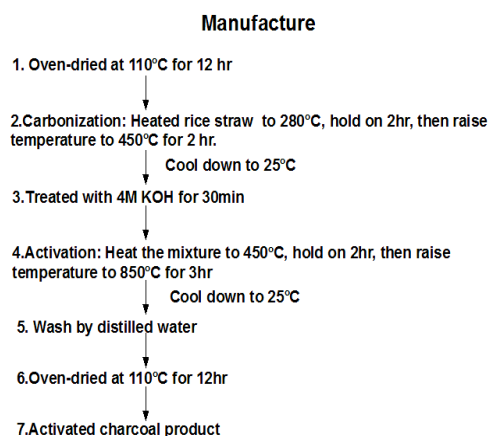 Manufacture
1. Oven-dried at 110°C for 12 hr
2.Carbonization: Heated rice straw to 280°C, hold on 2hr, then raise
temperature to 450°C for 2 hr.
Cool down to 25°C
3.Treated with 4M KOH for 30min
4.Activation: Heat the mixture to 450°C, hold on 2hr, then raise
temperature to 850°C for 3hr
Cool down to 25°C
5. Wash by distilled water
6.Oven-dried at 110°C for 12hr
7.Activated charcoal product